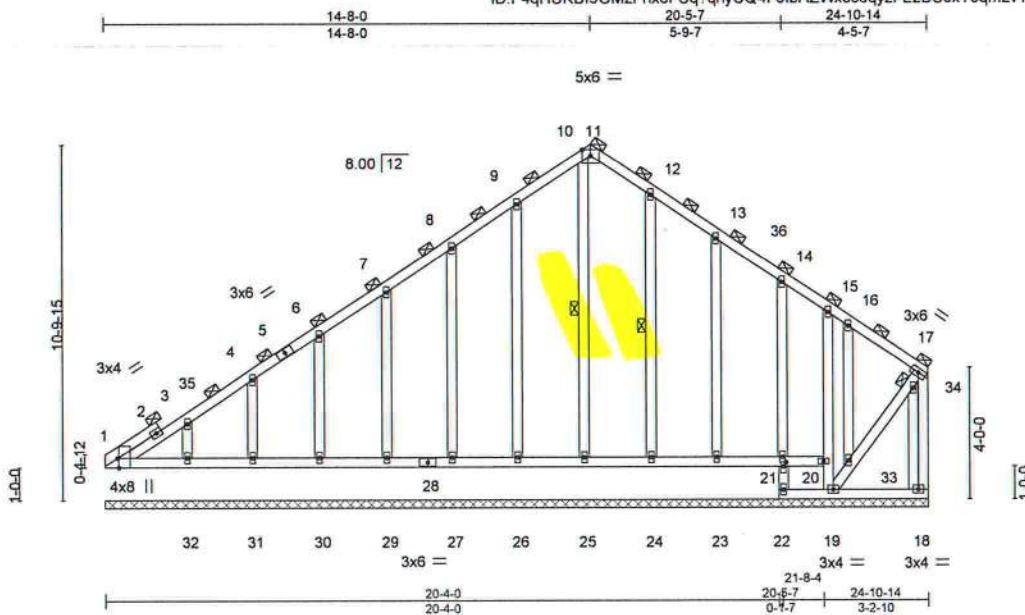 14-8-0 20-5-7 24-10-14
14-8-0 5-9-7 4-5-7
5x6 =
10 11
8.00 12
9 12
8 13
36
7 14
3x6 //
6 15
16
5 3x6 \\
4 17
3x4 //
35
3 34
2
1
10-9-15
0-4-12
1-0-0
4-0-0
1-0-0
4x8 ||
28
21 20 33
32 31 30 29 27 26 25 24 23 22 19 18
3x6 = 3x4 = 3x4 =
21-8-4
20-4-0 20-5-7 24-10-14
20-4-0 0-1-7 3-2-10